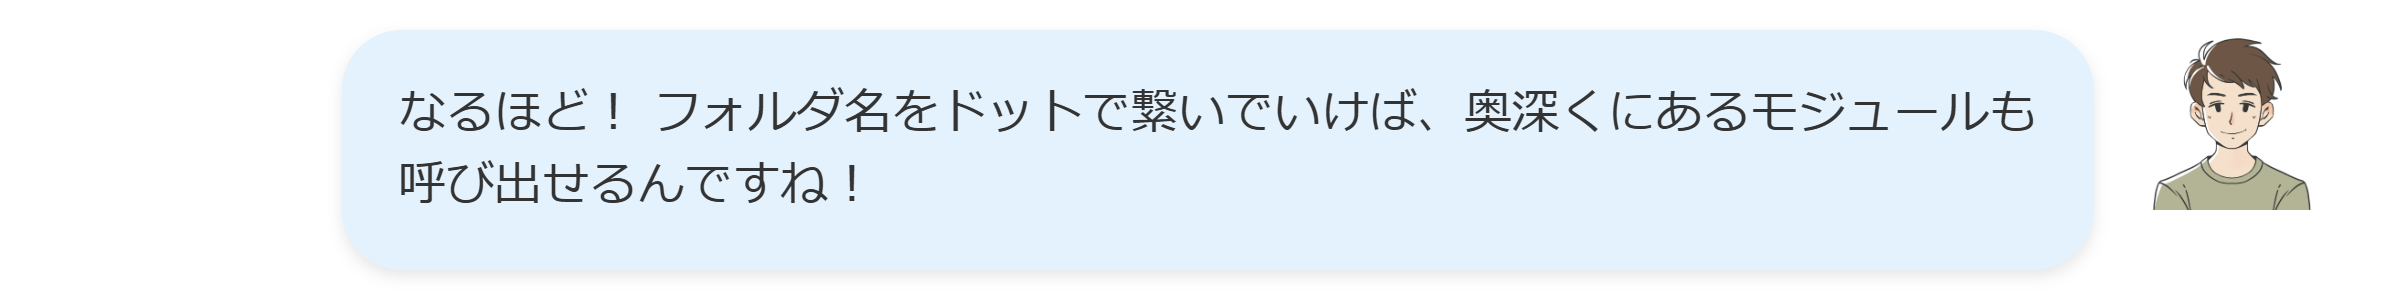 なるほど！ フォルダ名をドットで繋いでいけば、奥深くにあるモジュールも
呼び出せるんですね！